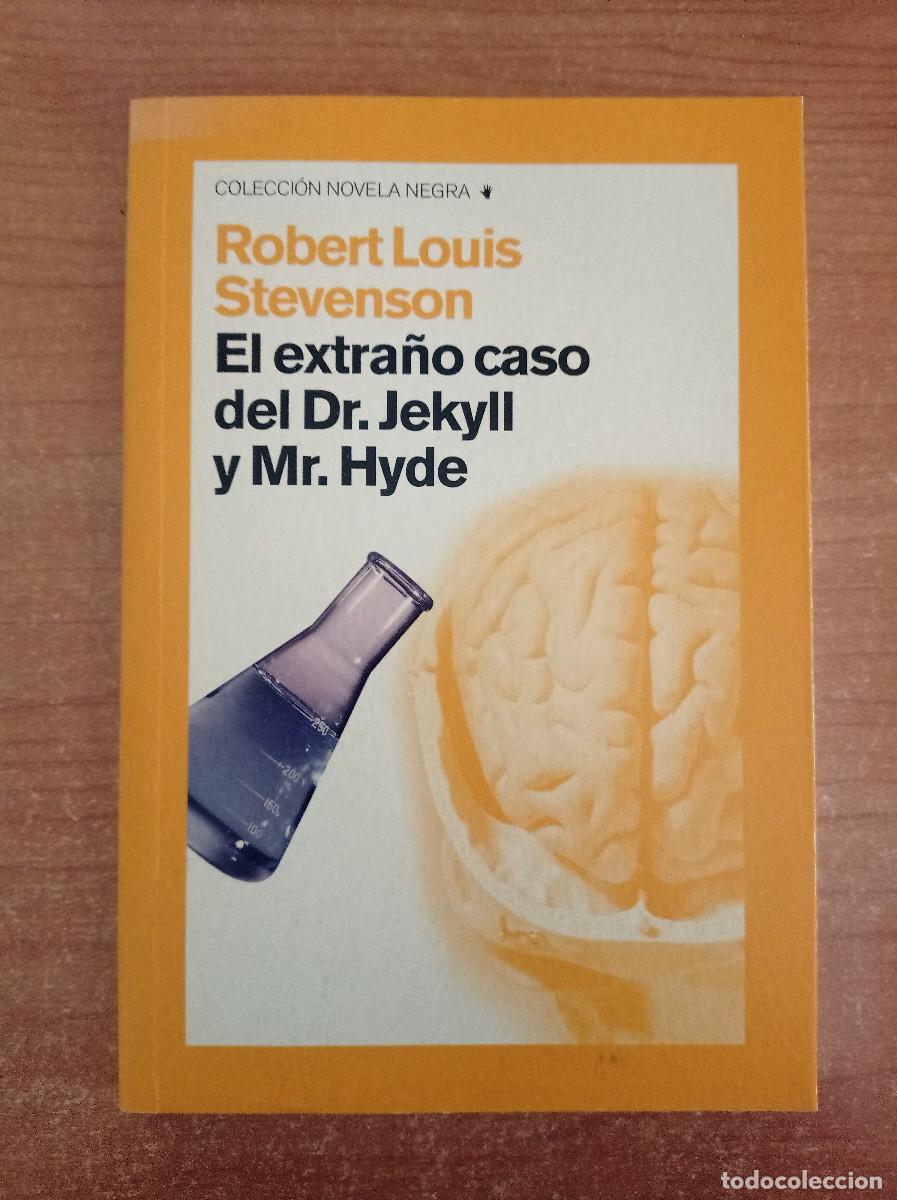 COLECCIÓN NOVELA NEGRA
Robert Louis
Stevenson
El extraño caso
del Dr. Jekyll
y Mr. Hyde
250
200
150
100
todocoleccion